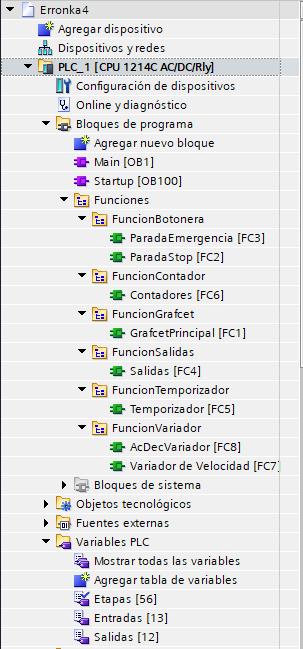 Erronka4
Agregar dispositivo
Dispositivos y redes
PLC_1 [CPU 1214C AC/DC/Rly]
Configuración de dispositivos
Online y diagnóstico
Bloques de programa
Agregar nuevo bloque
Main [OB1]
Startup [OB100]
Funciones
FuncionBotonera
ParadaEmergencia [FC3]
ParadaStop [FC2]
FuncionContador
Contadores [FC6]
FuncionGrafcet
GrafcetPrincipal [FC1]
FuncionSalidas
Salidas [FC4]
FuncionTemporizador
Temporizador [FC5]
FuncionVariador
AcDecVariador [FC8]
Variador de Velocidad [FC7]
Bloques de sistema
Objetos tecnológicos
Fuentes externas
Variables PLC
Mostrar todas las variables
Agregar tabla de variables
Etapas [56]
Entradas [13]
Salidas [12]